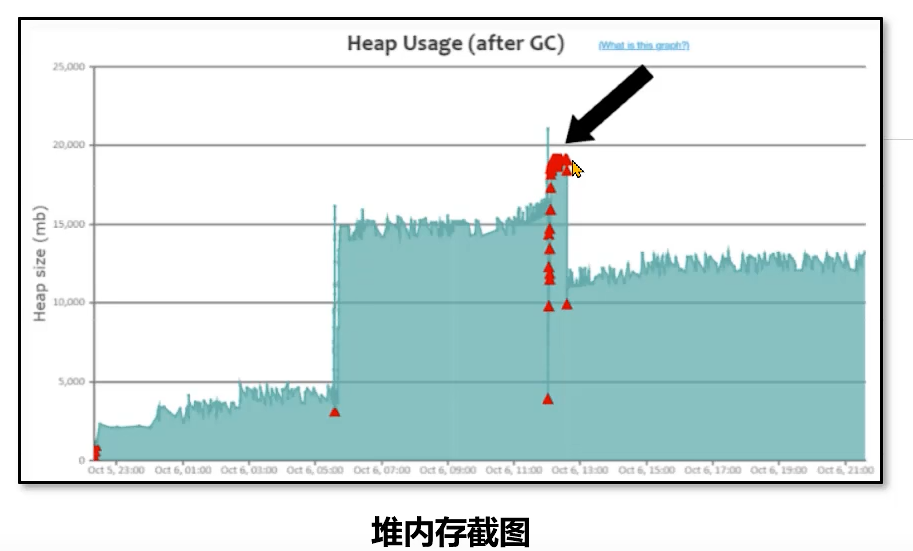 Heap Usage (after GC) (What is this graph?)
25,000
20,000
15,000
10,000
5,000
0
Heap size (mb)
Oct 5, 23:00 Oct 6, 01:00 Oct 6, 03:00 Oct 6, 05:00 Oct 6, 07:00 Oct 6, 09:00 Oct 6, 11:00 Oct 6, 13:00 Oct 6, 15:00 Oct 6, 17:00 Oct 6, 19:00 Oct 6, 21:00
堆内存截图